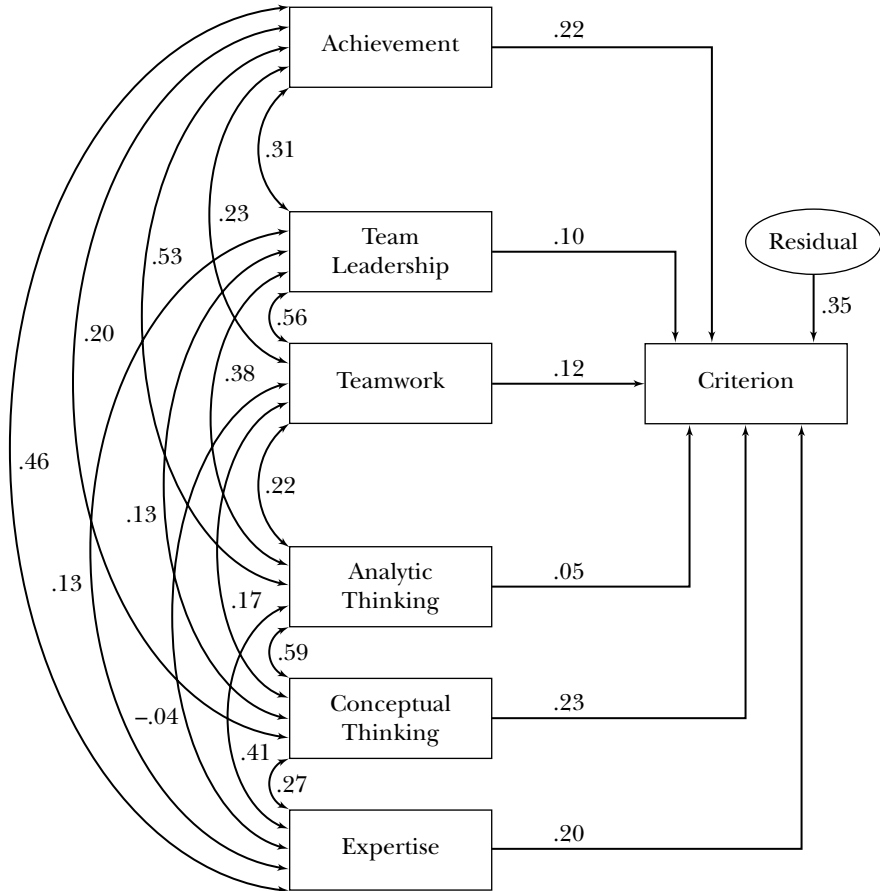 Achievement
.22
.31
.23
Team
Leadership
.10
Residual
.53
.35
.56
.20
.38
Teamwork
.12
Criterion
.46
.22
.13
.13
Analytic
Thinking
.05
.17
.59
Conceptual
Thinking
.23
–.04
.41
.27
Expertise
.20